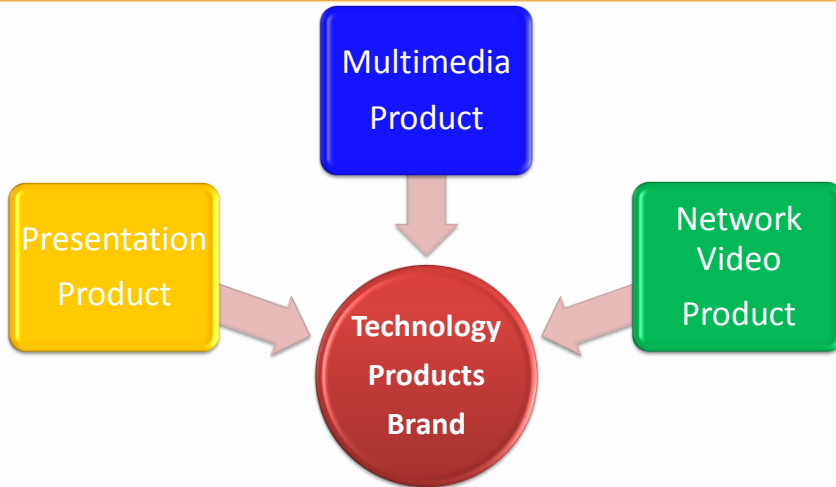 Multimedia
Product
Presentation
Product
Network
Video
Product
Technology
Products
Brand